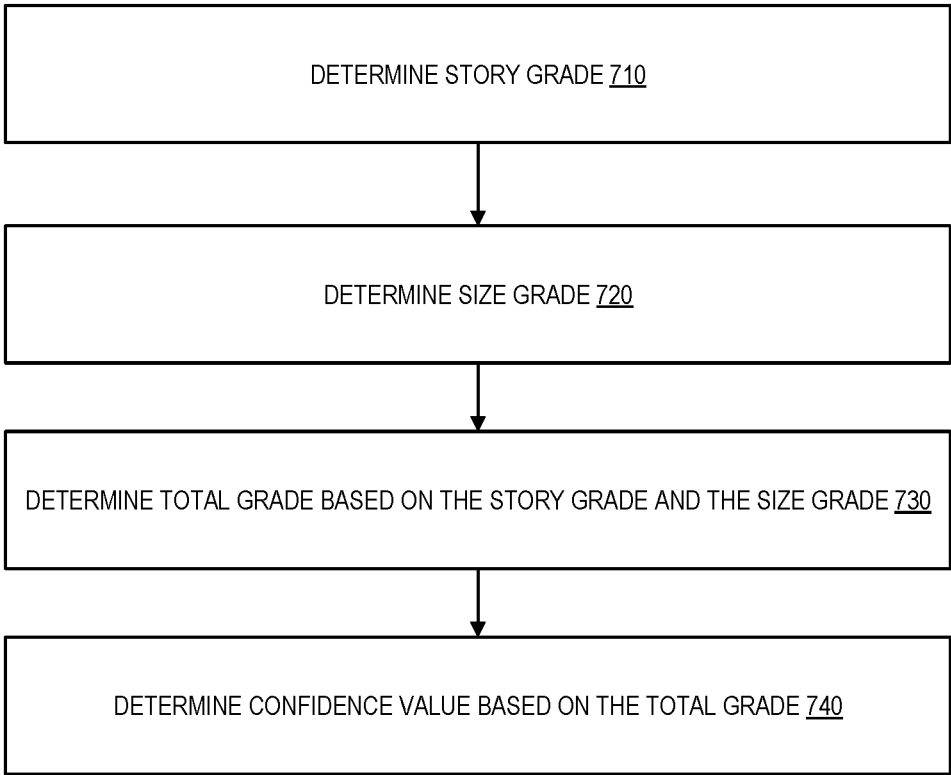 DETERMINE STORY GRADE 710
DETERMINE SIZE GRADE 720
DETERMINE TOTAL GRADE BASED ON THE STORY GRADE AND THE SIZE GRADE 730
DETERMINE CONFIDENCE VALUE BASED ON THE TOTAL GRADE 740